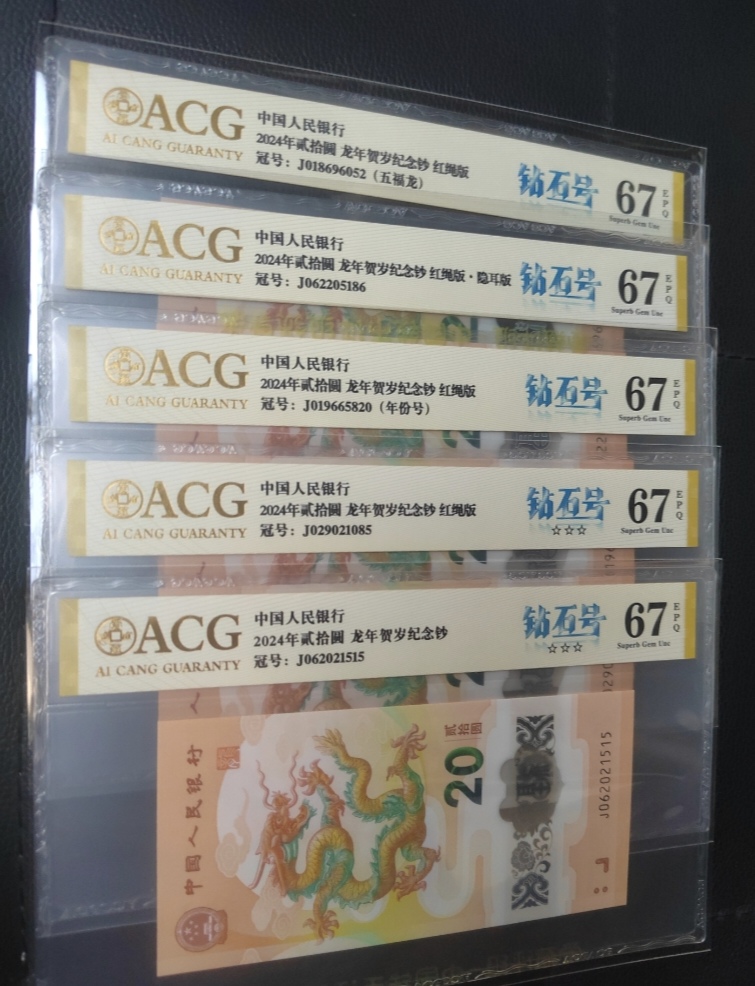 ACG
AI CANG GUARANTY
中国人民银行
2024年贰拾圆 龙年贺岁纪念钞 红绳版
冠号：J018696052（五福龙）
钻石号
67
EPQ
Superb Gem Unc
ACG
AI CANG GUARANTY
中国人民银行
2024年贰拾圆 龙年贺岁纪念钞 红绳版·隐耳版
冠号：J062205186
钻石号
67
EPQ
Superb Gem Unc
ACG
AI CANG GUARANTY
中国人民银行
2024年贰拾圆 龙年贺岁纪念钞 红绳版
冠号：J019665820（年份号）
钻石号
67
EPQ
Superb Gem Unc
ACG
AI CANG GUARANTY
中国人民银行
2024年贰拾圆 龙年贺岁纪念钞 红绳版
冠号：J029021085
钻石号
☆☆☆
67
EPQ
Superb Gem Unc
ACG
AI CANG GUARANTY
中国人民银行
2024年贰拾圆 龙年贺岁纪念钞
冠号：J062021515
钻石号
☆☆☆
67
EPQ
Superb Gem Unc
中国人民银行
20
贰拾圆
J062021515